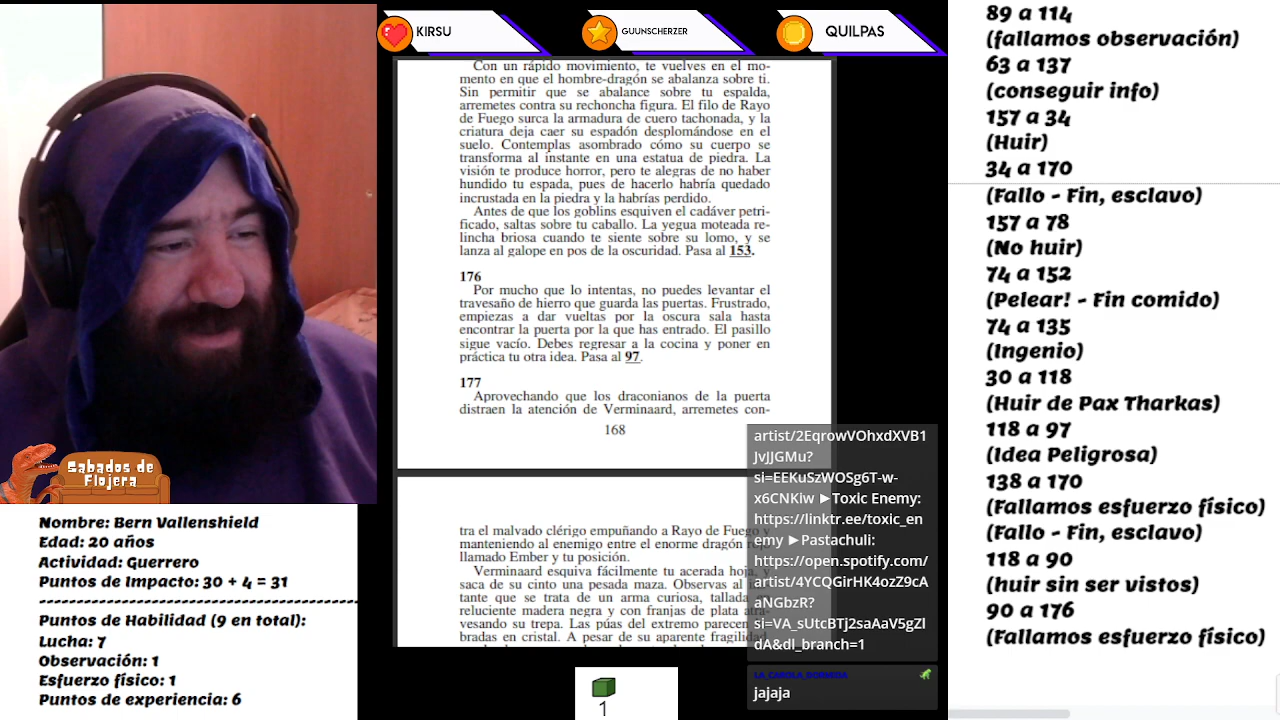 KIRSU
GUUNSCHERZER
QUILPAS
Con un rápido movimiento, te vuelves en el mo-
mento en que el hombre-dragón se abalanza sobre ti.
Sin permitir que se abalance sobre tu espalda,
arremetes contra su rechoncha figura. El filo de Rayo
de Fuego surca la armadura de cuero tachonada, y la
criatura deja caer su espadón desplomándose en el
suelo. Contemplas asombrado cómo su cuerpo se
transforma al instante en una estatua de piedra. La
visión te produce horror, pero te alegras de no haber
hundido tu espada, pues de hacerlo habría quedado
incrustada en la piedra y la habrías perdido.
Antes de que los goblins esquiven el cadáver petri-
ficado, saltas sobre tu caballo. La yegua moteada re-
lincha briosa cuando te siente sobre su lomo, y se
lanza al galope en pos de la oscuridad. Pasa al 153.
176
Por mucho que lo intentas, no puedes levantar el
travesaño de hierro que guarda las puertas. Frustrado,
empiezas a dar vueltas por la oscura sala hasta
encontrar la puerta por la que has entrado. El pasillo
sigue vacío. Debes regresar a la cocina y poner en
práctica tu otra idea. Pasa al 97.
177
Aprovechando que los draconianos de la puerta
distraen la atención de Verminaard, arremetes con-
168
tra el malvado clérigo empuñando a Rayo de Fuego y
manteniendo al enemigo entre el enorme dragón
llamado Ember y tu posición.
Verminaard esquiva fácilmente tu acerada hoja, y
saca de su cinto una pesada maza. Observas al
tante que se trata de un arma curiosa, tallada
reluciente madera negra y con franjas de plata atra-
vesando su trepa. Las púas del extremo parecen
bradas en cristal. A pesar de su aparente fragilidad,
artist/2EqrowVOhxdXVB1
JvJJGMu?
si=EEKuSzWOSg6T-w-
x6CNKiw ►Toxic Enemy:
https://linktr.ee/toxic_en
emy ►Pastachuli:
https://open.spotify.com/
artist/4YCQGirHK4ozZ9cA
aNGbzR?
si=VA_sUtcBTj2saAaV5gZl
dA&dl_branch=1
jajaja
89 a 114
(fallamos observación)
63 a 137
(conseguir info)
157 a 34
(Huir)
34 a 170
(Fallo - Fin, esclavo)
157 a 78
(No huir)
74 a 152
(Pelear! - Fin comido)
74 a 135
(Ingenio)
30 a 118
(Huir de Pax Tharkas)
118 a 97
(Idea Peligrosa)
138 a 170
(Fallamos esfuerzo físico)
(Fallo - Fin, esclavo)
118 a 90
(huir sin ser vistos)
90 a 176
(Fallamos esfuerzo físico)
Sabados de
Flojera
Nombre: Bern Vallenshield
Edad: 20 años
Actividad: Guerrero
Puntos de Impacto: 30 + 4 = 31
Puntos de Habilidad (9 en total):
Lucha: 7
Observación: 1
Esfuerzo físico: 1
Puntos de experiencia: 6
1